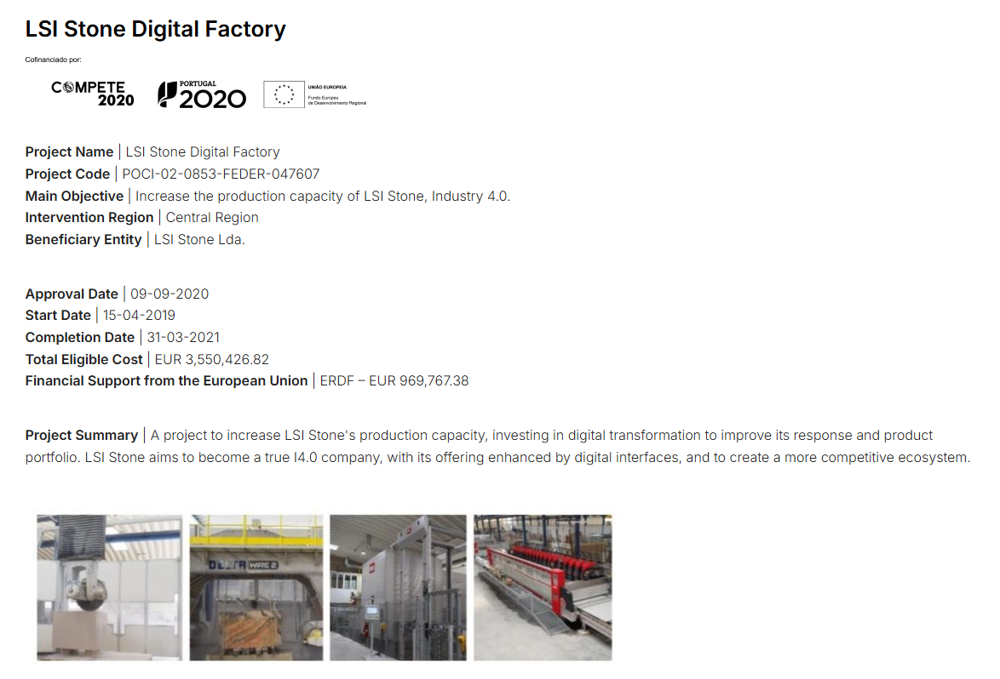 LSI Stone Digital Factory
Cofinanciado por:
COMPETE
2020
PORTUGAL
2020
UNIÃO EUROPEIA
Fundo Europeu
de Desenvolvimento Regional
Project Name | LSI Stone Digital Factory
Project Code | POCI-02-0853-FEDER-047607
Main Objective | Increase the production capacity of LSI Stone, Industry 4.0.
Intervention Region | Central Region
Beneficiary Entity | LSI Stone Lda.
Approval Date | 09-09-2020
Start Date | 15-04-2019
Completion Date | 31-03-2021
Total Eligible Cost | EUR 3,550,426.82
Financial Support from the European Union | ERDF – EUR 969,767.38
Project Summary | A project to increase LSI Stone's production capacity, investing in digital transformation to improve its response and product
portfolio. LSI Stone aims to become a true I4.0 company, with its offering enhanced by digital interfaces, and to create a more competitive ecosystem.
DELTA WIRE 2